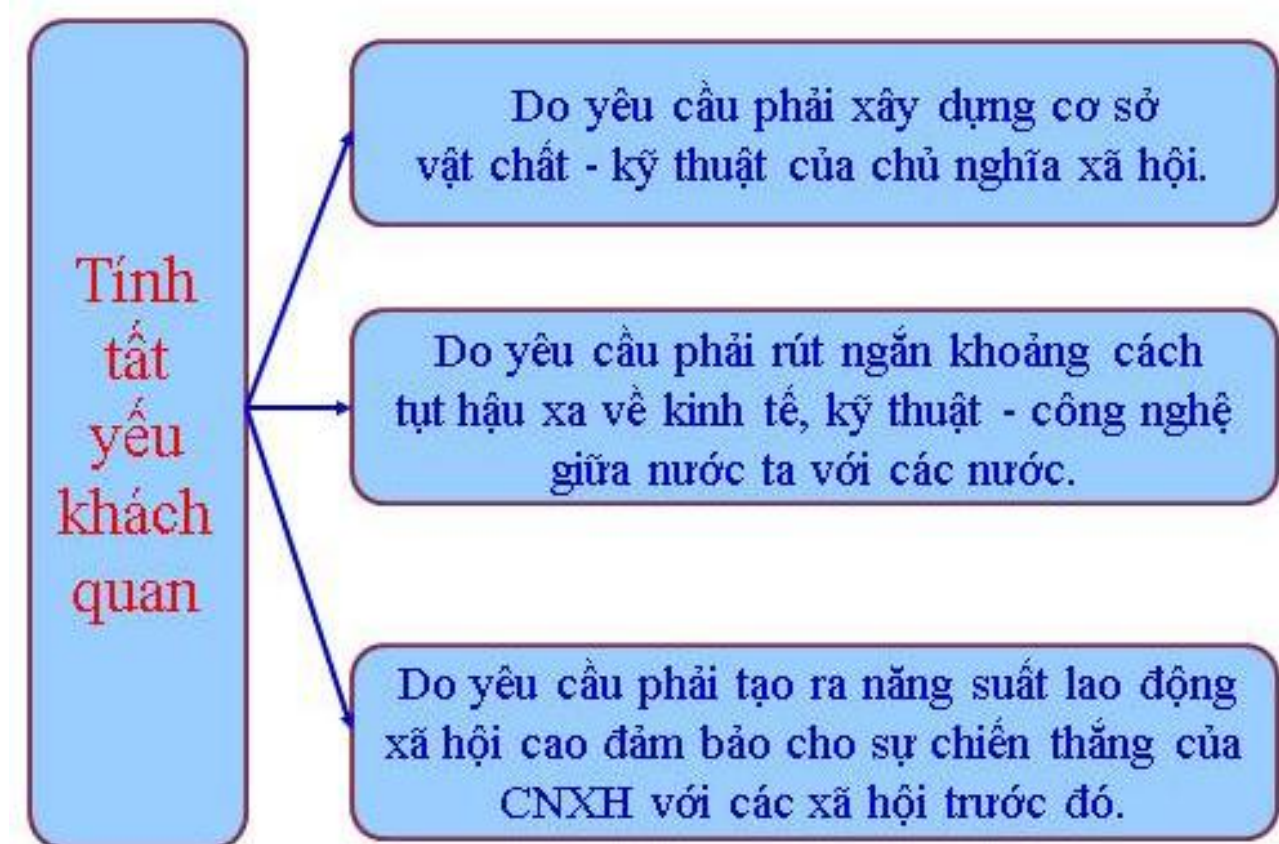 Tính
tất
yếu
khách
quan
Do yêu cầu phải xây dựng cơ sở
vật chất - kỹ thuật của chủ nghĩa xã hội.
Do yêu cầu phải rút ngắn khoảng cách
tụt hậu xa về kinh tế, kỹ thuật - công nghệ
giữa nước ta với các nước.
Do yêu cầu phải tạo ra năng suất lao động
xã hội cao đảm bảo cho sự chiến thắng của
CNXH với các xã hội trước đó.